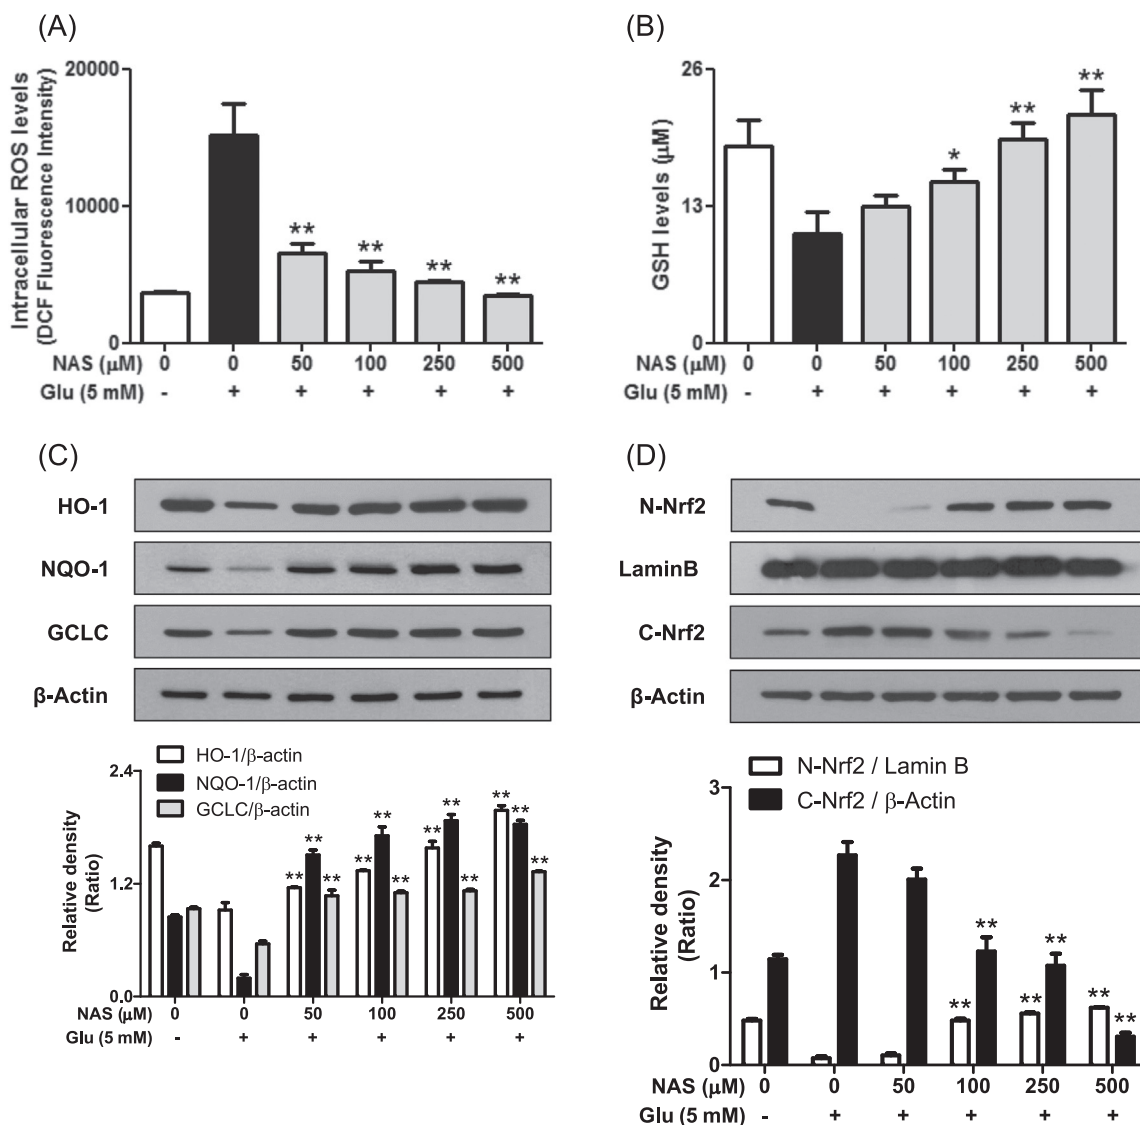 (A)
Intracellular ROS levels
(DCF Fluorescence Intensity)
20000
10000
0
** ** ** **
NAS (μM) 0 0 50 100 250 500
Glu (5 mM) - + + + + +
(B)
GSH levels (μM)
26
13
0
* ** **
NAS (μM) 0 0 50 100 250 500
Glu (5 mM) - + + + + +
(C)
HO-1
NQO-1
GCLC
β-Actin
HO-1/β-actin
NQO-1/β-actin
GCLC/β-actin
Relative density
(Ratio)
2.4
1.2
0.0
** ** ** ** ** ** ** ** ** ** ** **
NAS (μM) 0 0 50 100 250 500
Glu (5 mM) - + + + + +
(D)
N-Nrf2
LaminB
C-Nrf2
β-Actin
N-Nrf2 / Lamin B
C-Nrf2 / β-Actin
Relative density
(Ratio)
3
2
1
0
** ** ** ** ** **
NAS (μM) 0 0 50 100 250 500
Glu (5 mM) - + + + + +